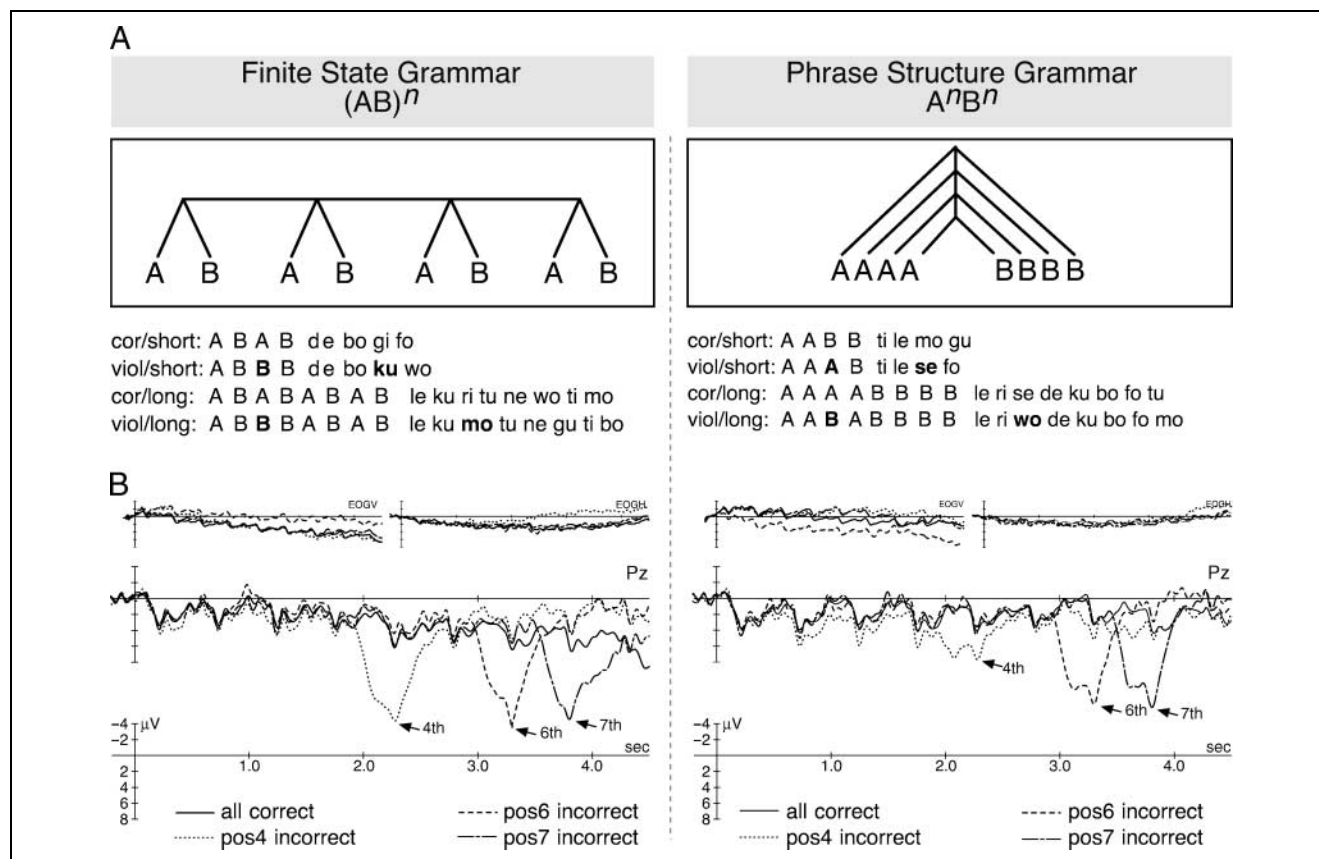 A
Finite State Grammar
(AB)ⁿ
A B A B A B A B
cor/short: A B A B de bo gi fo
viol/short: A B B B de bo ku wo
cor/long: A B A B A B A B le ku ri tu ne wo ti mo
viol/long: A B B B A B A B le ku mo tu ne gu ti bo
Phrase Structure Grammar
AⁿBⁿ
A A A A B B B B
cor/short: A A B B ti le mo gu
viol/short: A A A B ti le se fo
cor/long: A A A A B B B B le ri se de ku bo fo tu
viol/long: A A B A B B B B le ri wo de ku bo fo mo
B
EOGV
EOGH
Pz
4th
6th
7th
-4 µV
-2
sec
1.0 2.0 3.0 4.0
2
4
6
8
all correct
pos6 incorrect
pos4 incorrect
pos7 incorrect
EOGV
EOGH
Pz
4th
6th
7th
-4 µV
-2
sec
1.0 2.0 3.0 4.0
2
4
6
8
all correct
pos6 incorrect
pos4 incorrect
pos7 incorrect